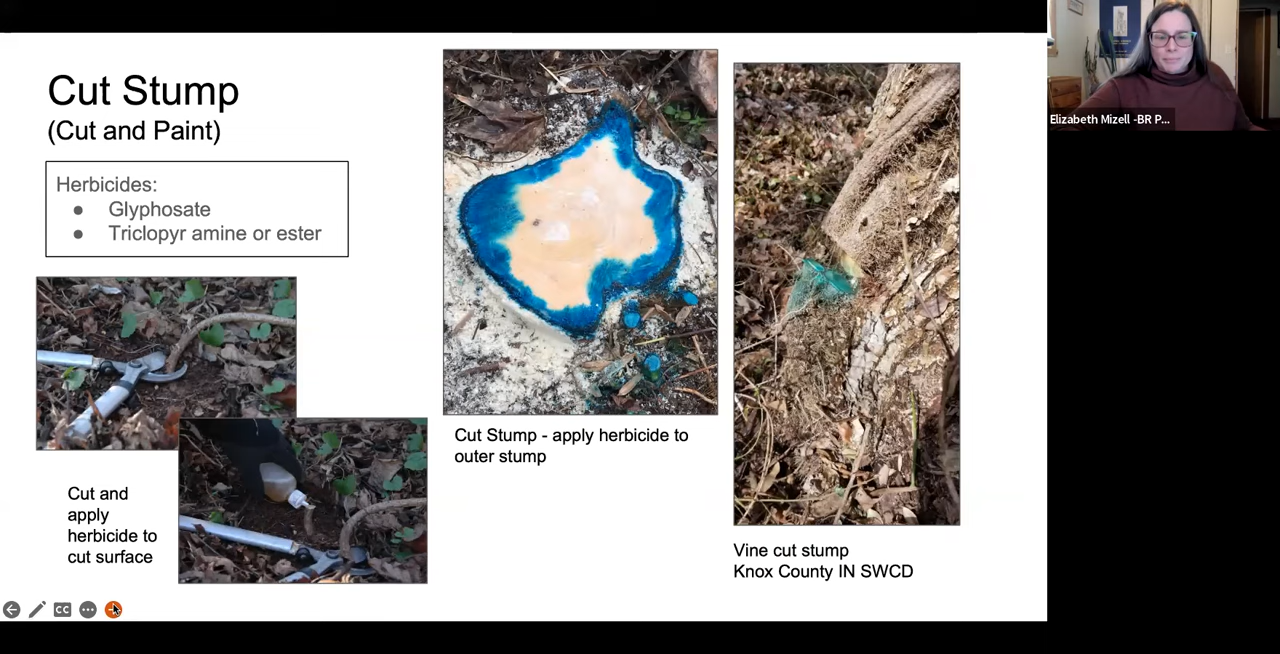 Cut Stump
(Cut and Paint)
Herbicides:
● Glyphosate
● Triclopyr amine or ester
Cut and
apply
herbicide to
cut surface
Cut Stump - apply herbicide to
outer stump
Vine cut stump
Knox County IN SWCD
Elizabeth Mizell -BR P...
CC